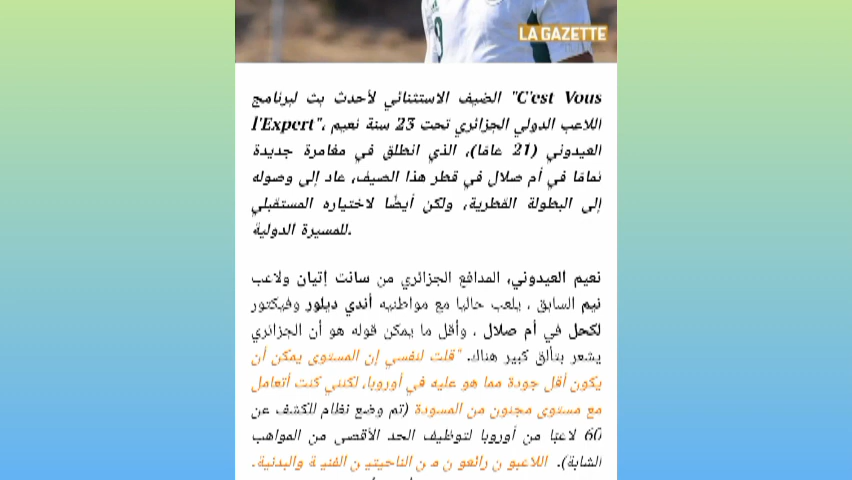 LA GAZETTE
الضيف الاستثنائي لأحدث بث لبرنامج "C'est Vous
l'Expert"، اللاعب الدولي الجزائري تحت 23 سنة نعيم
العيدوني (21 عامًا)، الذي انطلق في مغامرة جديدة
تمامًا في أم صلال في قطر هذا الصيف، عاد إلى وصوله
إلى البطولة القطرية، ولكن أيضًا لاختياره المستقبلي
للمسيرة الدولية.
نعيم العيدوني، المدافع الجزائري من سانت إتيان ولاعب
نيم السابق ، يلعب حاليا مع مواطنيه أندي ديلور وفيكتور
لكحل في أم صلال ، وأقل ما يمكن قوله هو أن الجزائري
يشعر بتألق كبير هناك. "قلت لنفسي إن المستوى يمكن أن
يكون أقل جودة مما هو عليه في أوروبا، لكنني كنت أتعامل
مع مستوى مجنون من المسودة (تم وضع نظام للكشف عن
60 لاعبًا من أوروبا لتوظيف الحد الأقصى من المواهب
الشابة). اللاعبون رائعون من الناحيتين الفنية والبدنية.